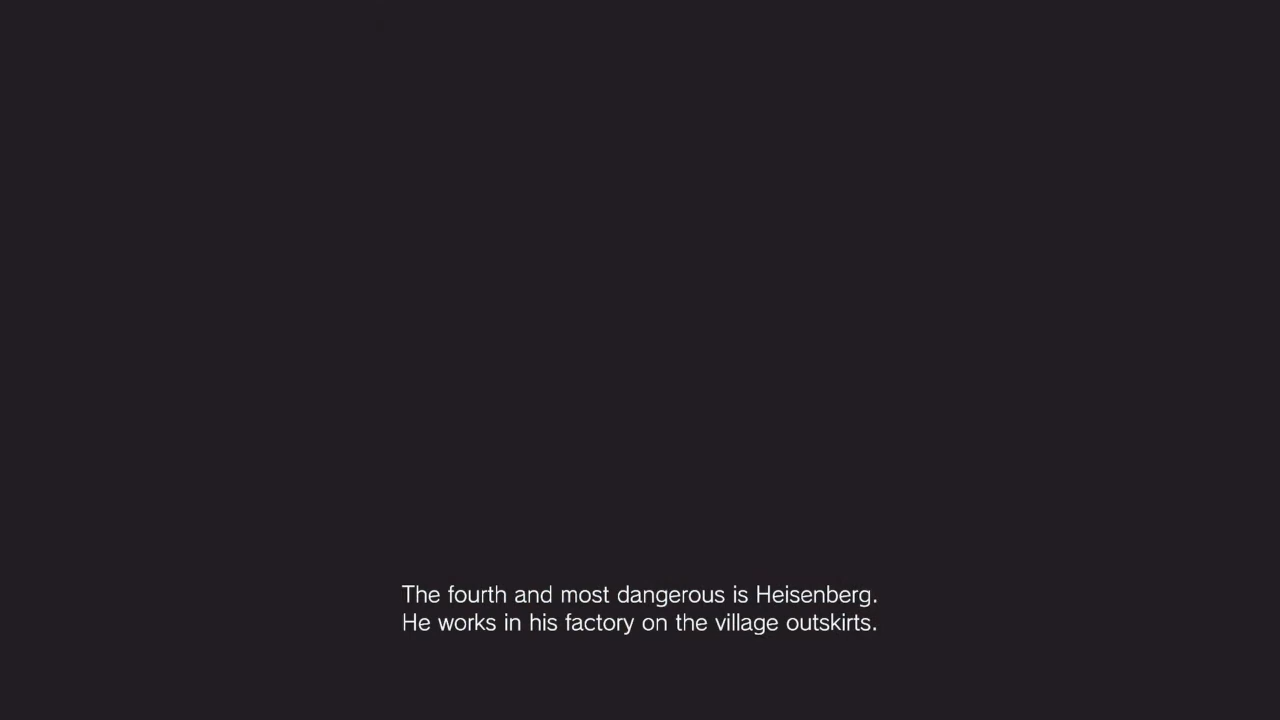 The fourth and most dangerous is Heisenberg.
He works in his factory on the village outskirts.